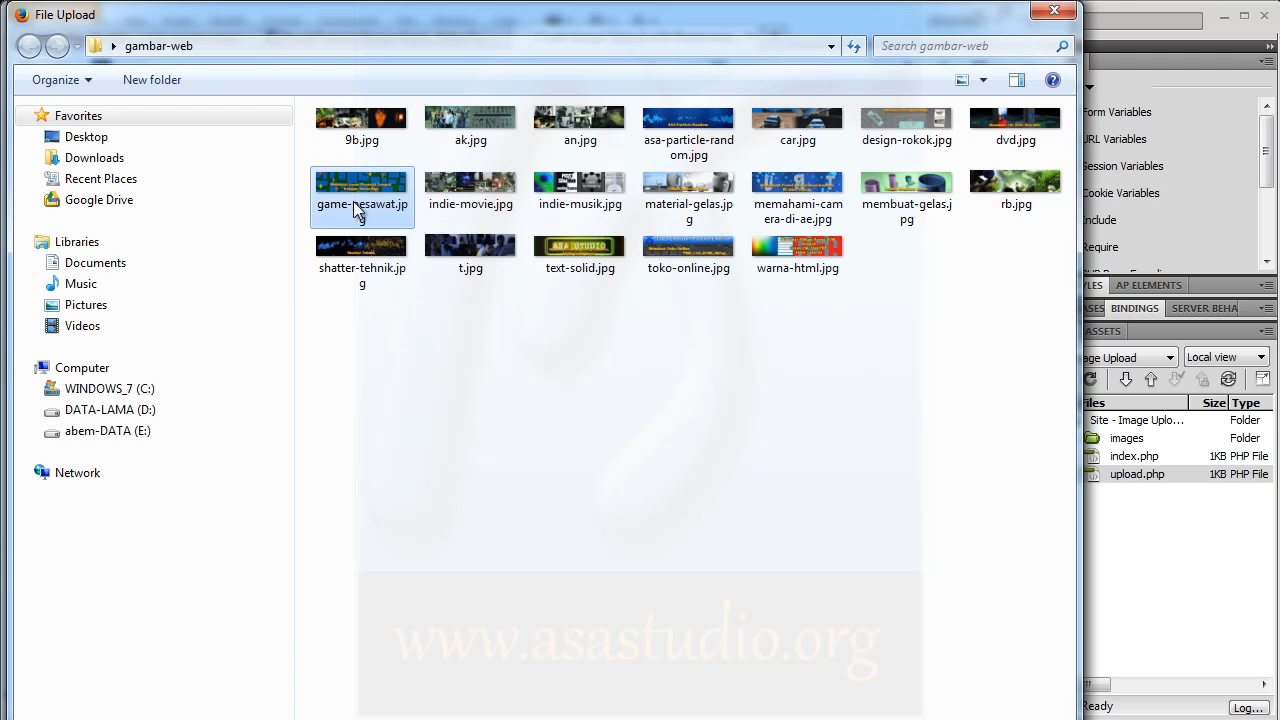 File Upload
gambar-web
Search gambar-web
Organize
New folder
Favorites
Desktop
Downloads
Recent Places
Google Drive
Libraries
Documents
Music
Pictures
Videos
Computer
WINDOWS_7 (C:)
DATA-LAMA (D:)
abem-DATA (E:)
Network
9b.jpg
ak.jpg
an.jpg
asa-particle-rand
om.jpg
car.jpg
design-rokok.jpg
dvd.jpg
game-pesawat.jp
g
indie-movie.jpg
indie-musik.jpg
material-gelas.jp
g
memahami-cam
era-di-ae.jpg
membuat-gelas.j
pg
rb.jpg
shatter-tehnik.jp
g
t.jpg
ASA STUDIO
text-solid.jpg
toko-online.jpg
warna-html.jpg
www.asastudio.org
Form Variables
URL Variables
Session Variables
Cookie Variables
Include
Require
YLES
AP ELEMENTS
ASES
BINDINGS
SERVER BEHA
ASSETS
age Upload
Local view
Files
Size
Type
Site - Image Uplo...
Folder
images
Folder
index.php
1KB
PHP File
upload.php
1KB
PHP File
Ready
Log...